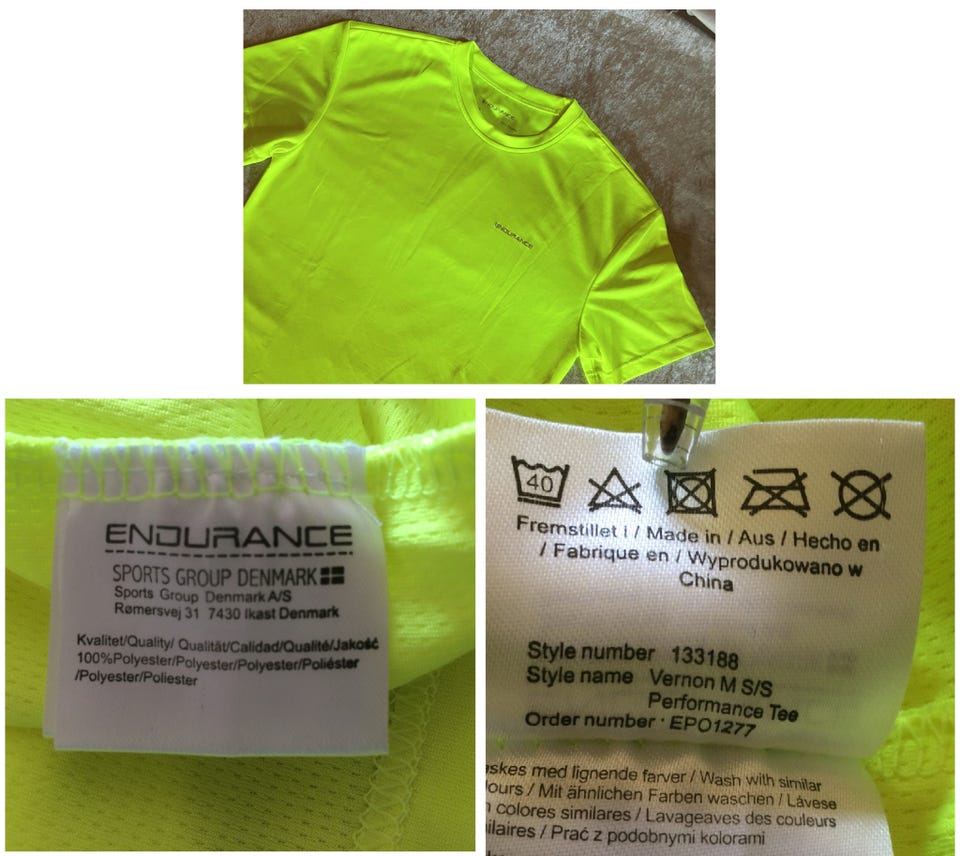 ENDURANCE
ENDURANCE
SPORTS GROUP DENMARK
Sports Group Denmark A/S
Rømersvej 31 7430 Ikast Denmark
Kvalitet/Quality/ Qualität/Calidad/Qualité/Jakość
100%Polyester/Polyester/Polyester/Poliéster
/Polyester/Poliester
40
Fremstillet i / Made in / Aus / Hecho en
/ Fabrique en / Wyprodukowano w
China
Style number 133188
Style name Vernon M S/S
Performance Tee
Order number : EPO1277
askes med lignende farver / Wash with similar
lours / Mit ähnlichen Farben waschen / Lávese
n colores similares / Lavageaves des couleurs
ilaires / Prać z podobnymi kolorami